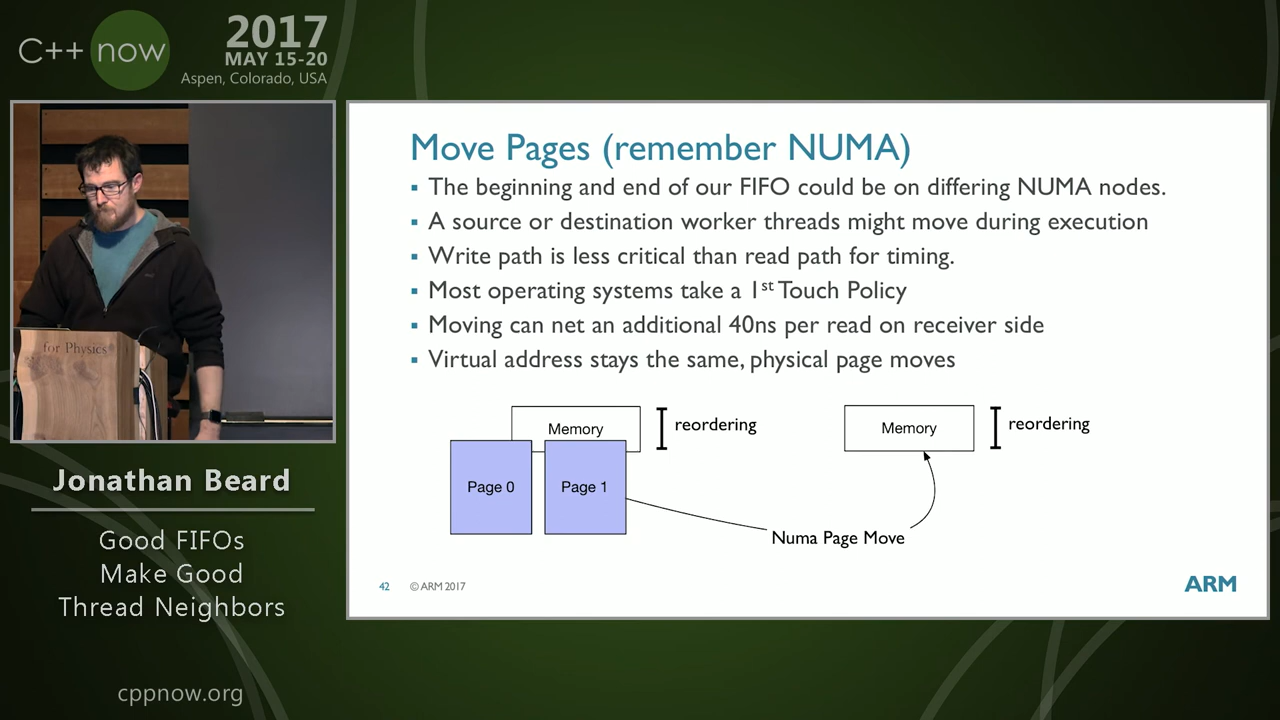 C++ now
2017
MAY 15-20
Aspen, Colorado, USA
for Physics
Jonathan Beard
Good FIFOs
Make Good
Thread Neighbors
cppnow.org
Move Pages (remember NUMA)
▪ The beginning and end of our FIFO could be on differing NUMA nodes.
▪ A source or destination worker threads might move during execution
▪ Write path is less critical than read path for timing.
▪ Most operating systems take a 1st Touch Policy
▪ Moving can net an additional 40ns per read on receiver side
▪ Virtual address stays the same, physical page moves
Memory
reordering
Memory
reordering
Page 0
Page 1
Numa Page Move
42
© ARM 2017
ARM